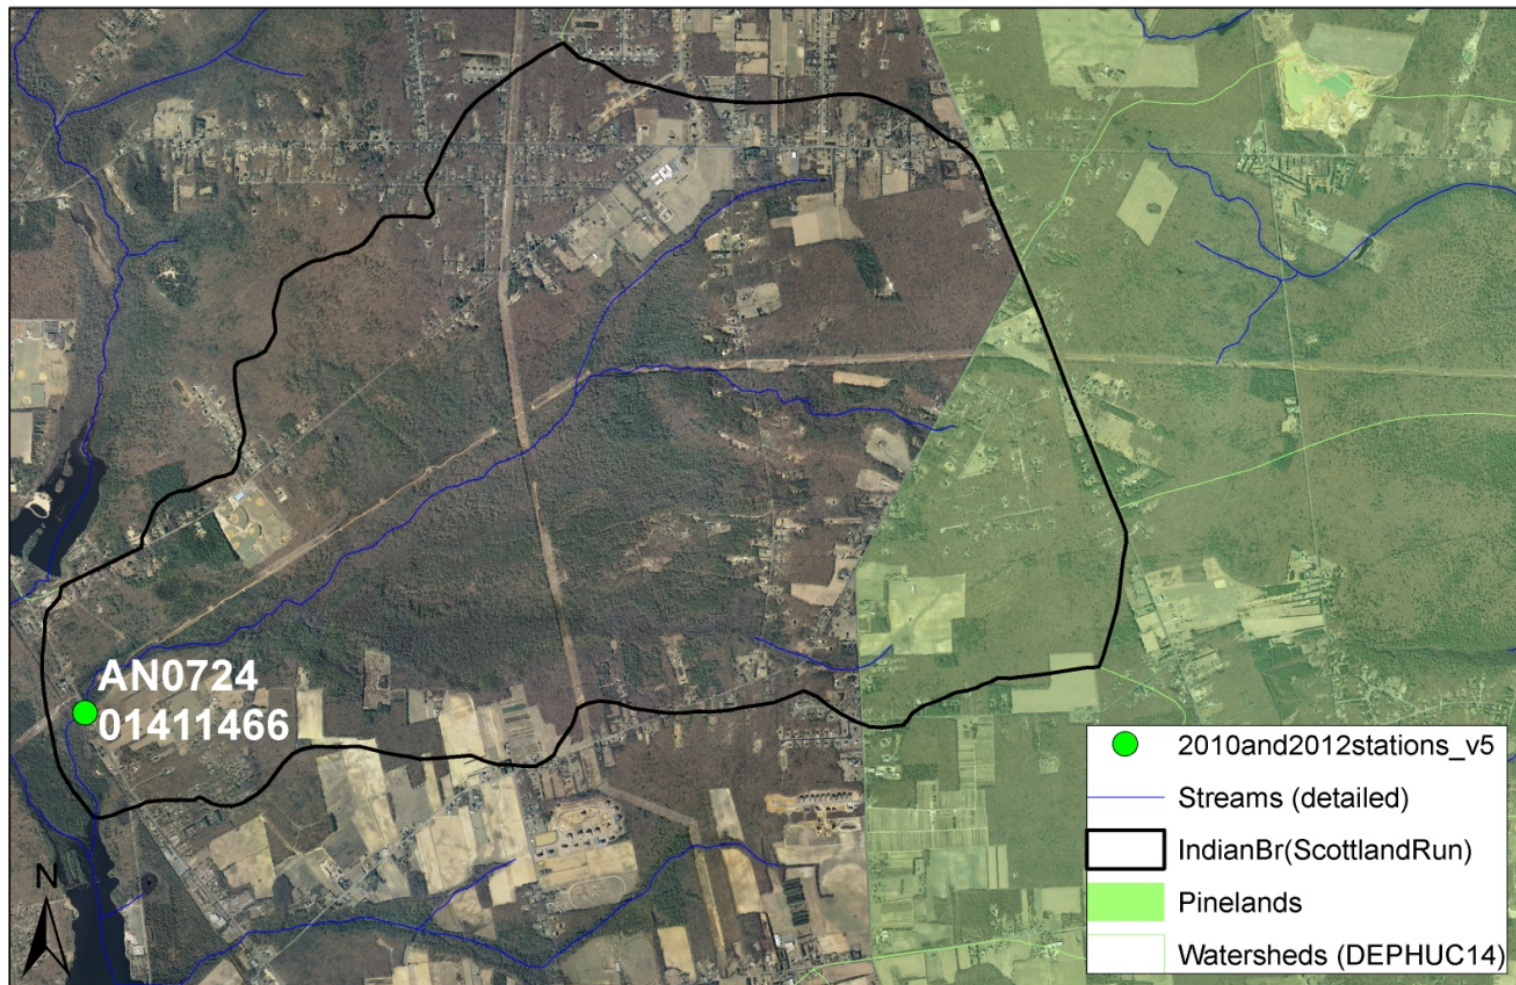 AN0724
01411466
N
2010and2012stations_v5
Streams (detailed)
IndianBr(ScottlandRun)
Pinelands
Watersheds (DEPHUC14)